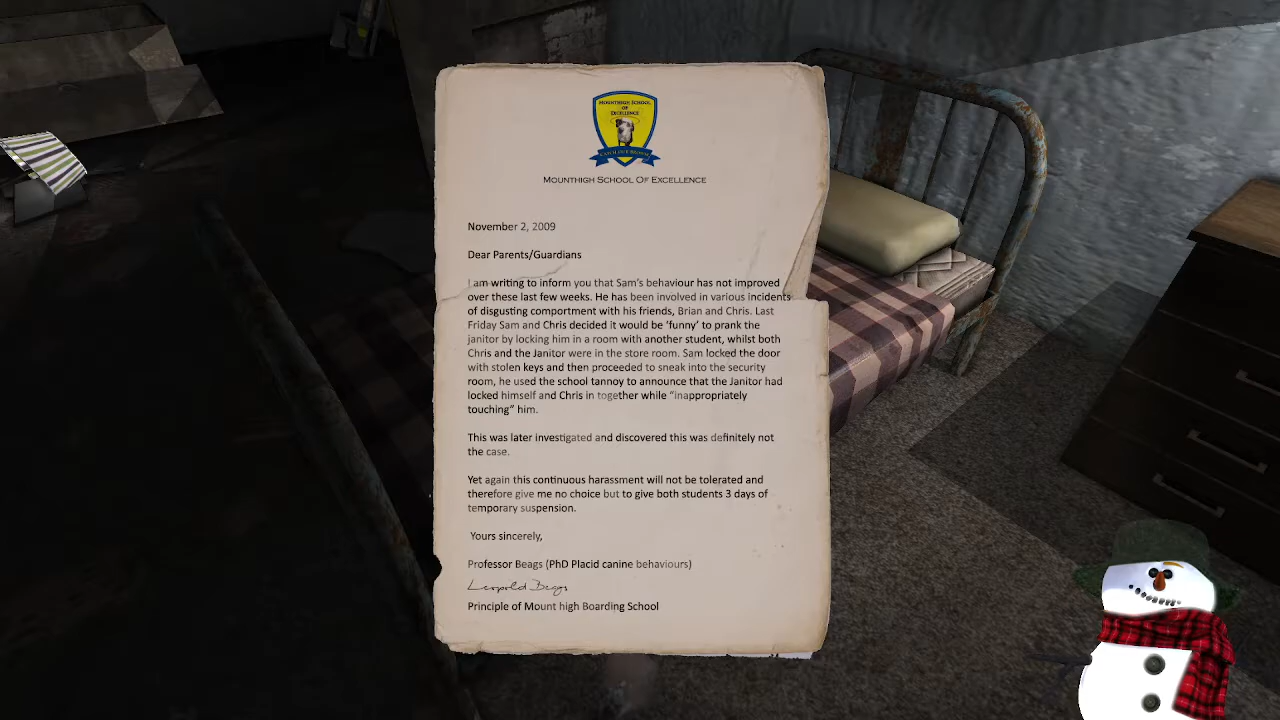 MOUNTHIGH SCHOOL
OF
EXCELLENCE
MOUNTHIGH SCHOOL OF EXCELLENCE
November 2, 2009
Dear Parents/Guardians
I am writing to inform you that Sam's behaviour has not improved
over these last few weeks. He has been involved in various incidents
of disgusting comportment with his friends, Brian and Chris. Last
Friday Sam and Chris decided it would be ‘funny’ to prank the
janitor by locking him in a room with another student, whilst both
Chris and the Janitor were in the store room. Sam locked the door
with stolen keys and then proceeded to sneak into the security
room, he used the school tannoy to announce that the Janitor had
locked himself and Chris in together while “inappropriately
touching” him.
This was later investigated and discovered this was definitely not
the case.
Yet again this continuous harassment will not be tolerated and
therefore give me no choice but to give both students 3 days of
temporary suspension.
Yours sincerely,
Professor Beags (PhD Placid canine behaviours)
Leopold Beggs
Principle of Mount high Boarding School